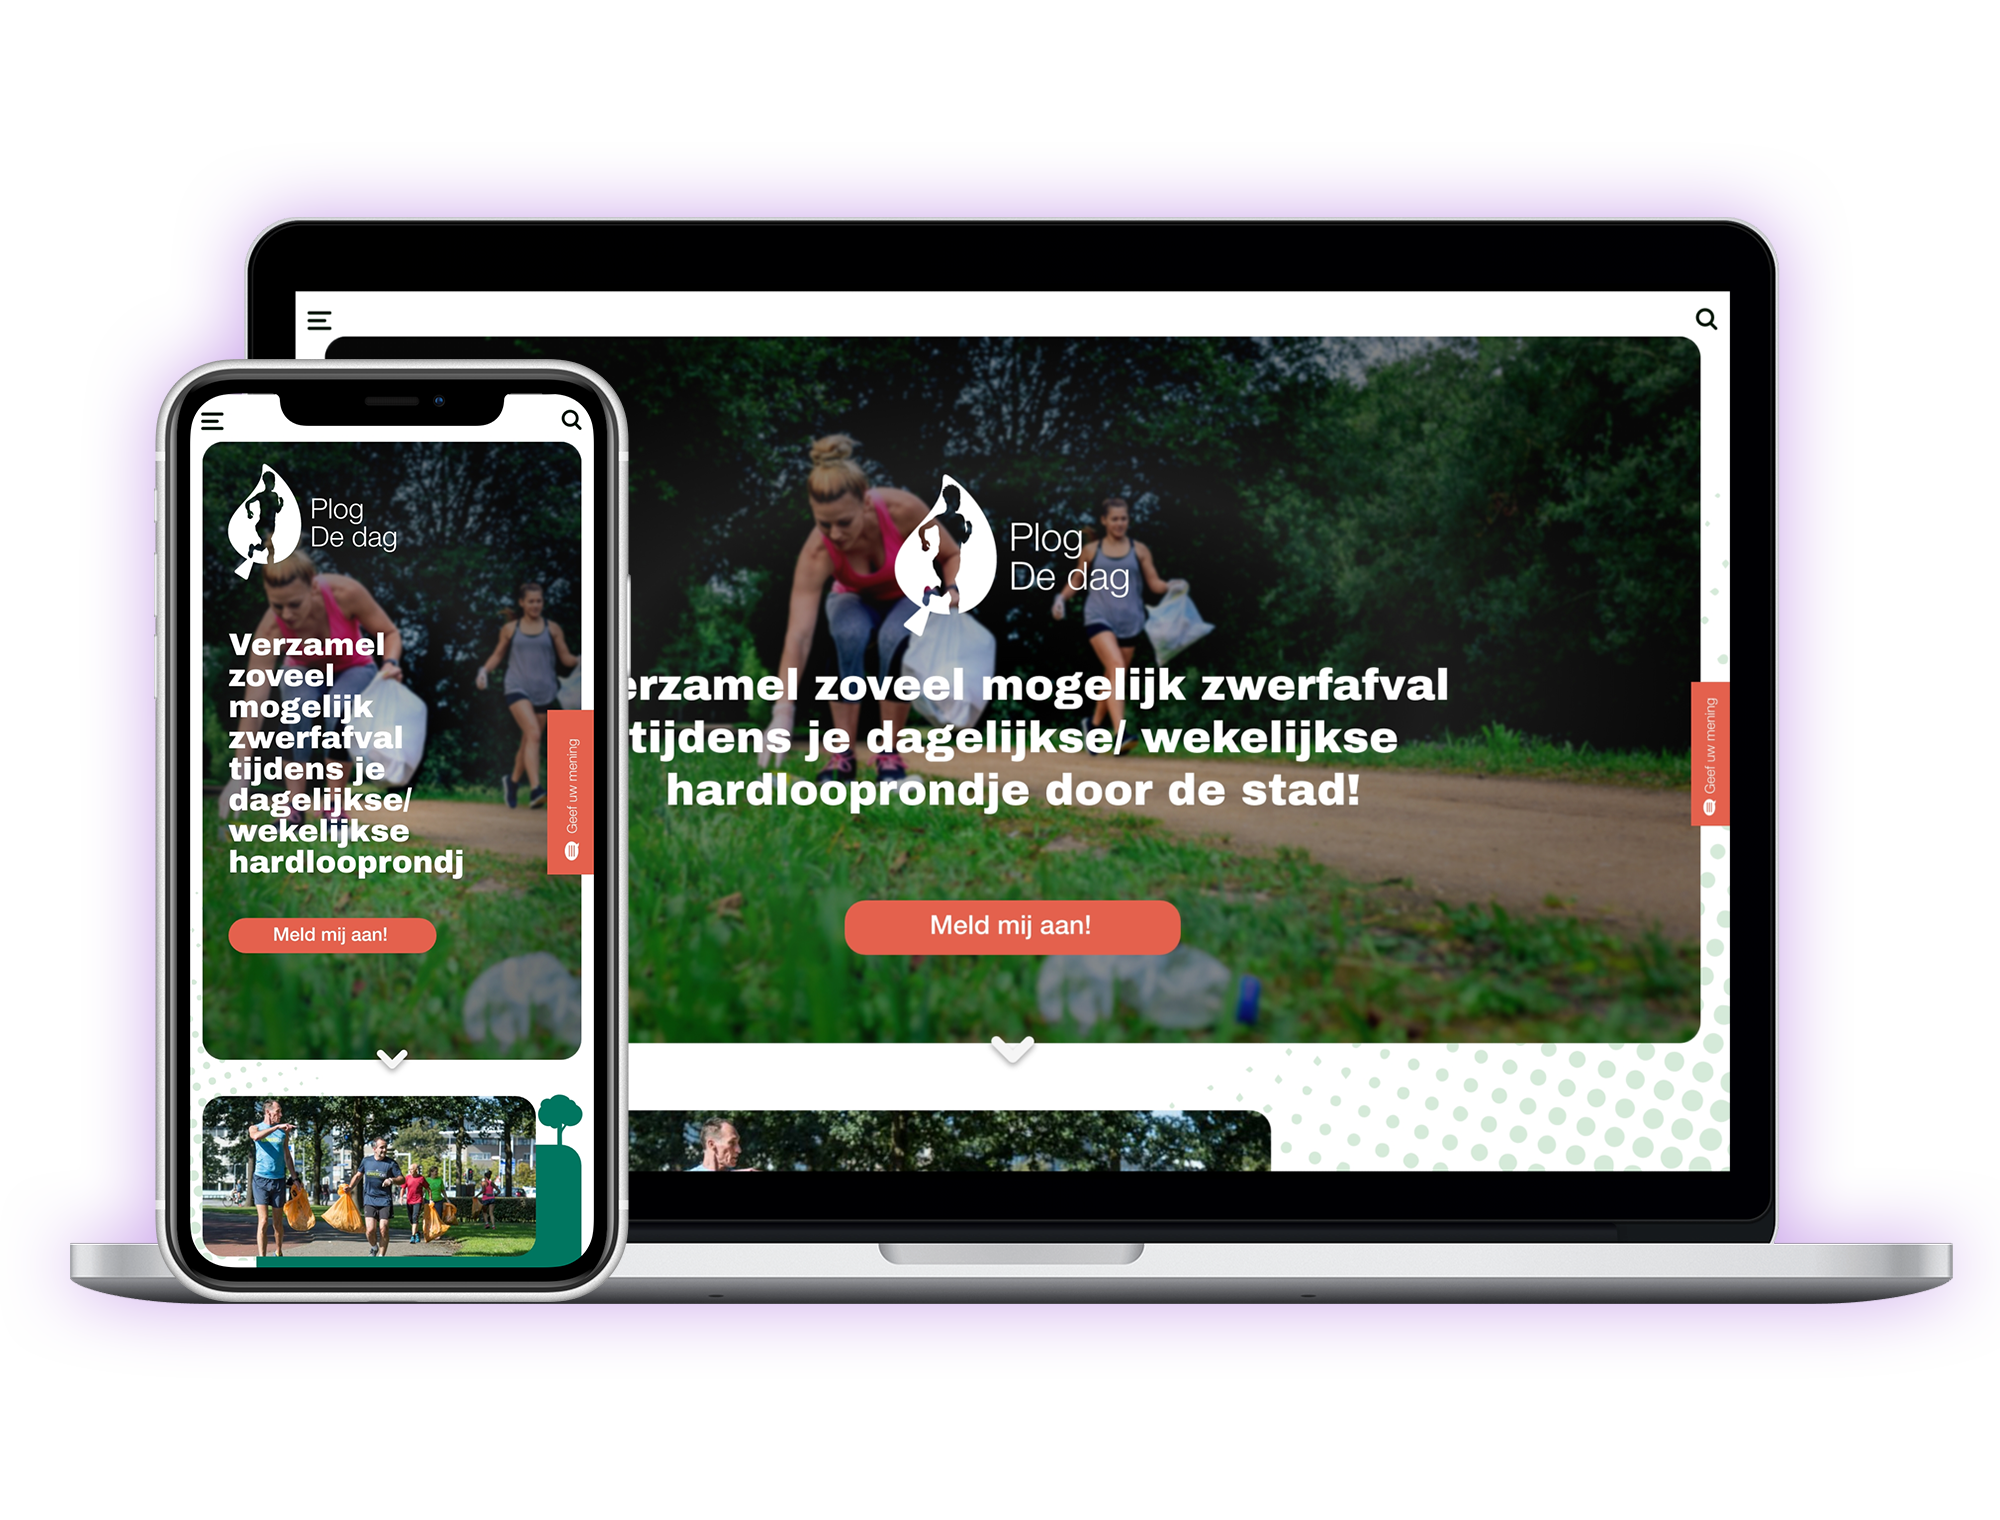 Plog
De dag
Verzamel
zoveel
mogelijk
zwerfafval
tijdens je
dagelijkse/
wekelijkse
hardlooprondj
Geef uw mening
Meld mij aan!
Plog
De dag
erzamel zoveel mogelijk zwerfafval
tijdens je dagelijkse/ wekelijkse
hardlooprondje door de stad!
Geef uw mening
Meld mij aan!